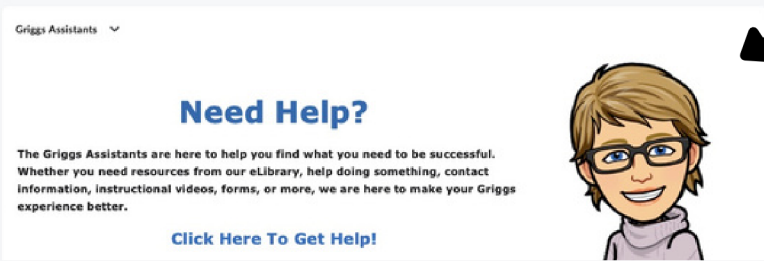 Griggs Assistants
Need Help?
The Griggs Assistants are here to help you find what you need to be successful.
Whether you need resources from our eLibrary, help doing something, contact
information, instructional videos, forms, or more, we are here to make your Griggs
experience better.
Click Here To Get Help!